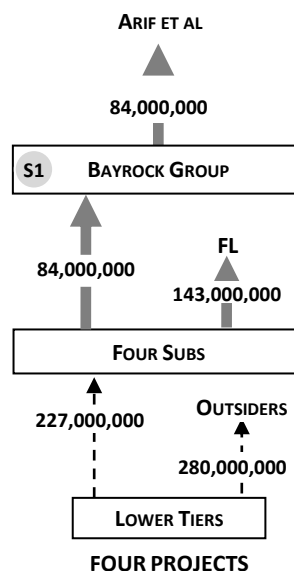 ARIF ET AL
84,000,000
S1 BAYROCK GROUP
FL
84,000,000 143,000,000
FOUR SUBS
OUTSIDERS
227,000,000
280,000,000
LOWER TIERS
FOUR PROJECTS